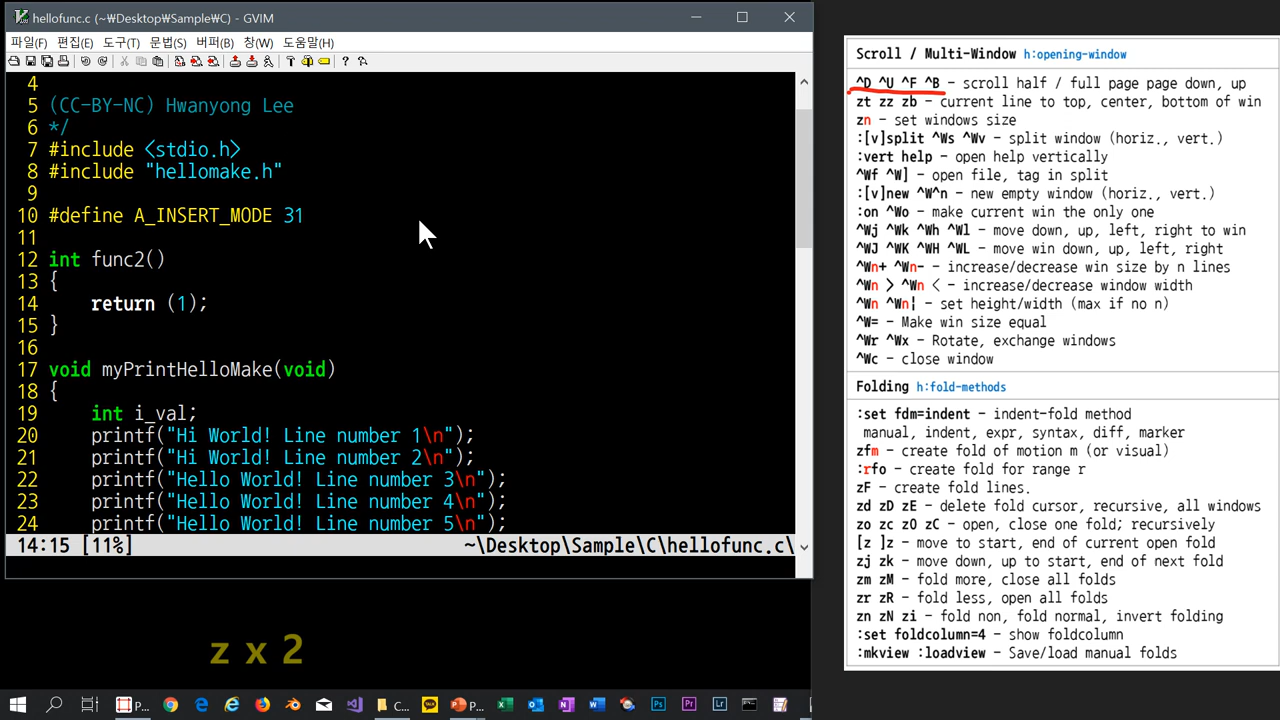 hellofunc.c (~₩Desktop₩Sample₩C) - GVIM
파일(F) 편집(E) 도구(T) 문법(S) 버퍼(B) 창(W) 도움말(H)
4
5 (CC-BY-NC) Hwanyong Lee
6 */
7 #include <stdio.h>
8 #include "hellomake.h"
9
10 #define A_INSERT_MODE 31
11
12 int func2()
13 {
14     return (1);
15 }
16
17 void myPrintHelloMake(void)
18 {
19     int i_val;
20     printf("Hi World! Line number 1\n");
21     printf("Hi World! Line number 2\n");
22     printf("Hello World! Line number 3\n");
23     printf("Hello World! Line number 4\n");
24     printf("Hello World! Line number 5\n");
14:15 [11%] ~\Desktop\Sample\C\hellofunc.c\
z x 2
P...
C...
P...
Scroll / Multi-Window h:opening-window
^D ^U ^F ^B - scroll half / full page page down, up
zt zz zb - current line to top, center, bottom of win
zn - set windows size
:[v]split ^Ws ^Wv - split window (horiz., vert.)
:vert help - open help vertically
^Wf ^W] - open file, tag in split
:[v]new ^W^n - new empty window (horiz., vert.)
:on ^Wo - make current win the only one
^Wj ^Wk ^Wh ^Wl - move down, up, left, right to win
^WJ ^WK ^WH ^WL - move win down, up, left, right
^Wn+ ^Wn- - increase/decrease win size by n lines
^Wn > ^Wn < - increase/decrease window width
^Wn ^Wn¦ - set height/width (max if no n)
^W= - Make win size equal
^Wr ^Wx - Rotate, exchange windows
^Wc - close window
Folding h:fold-methods
:set fdm=indent - indent-fold method
manual, indent, expr, syntax, diff, marker
zfm - create fold of motion m (or visual)
:rfo - create fold for range r
zF - create fold lines.
zd zD zE - delete fold cursor, recursive, all windows
zo zc zO zC - open, close one fold; recursively
[z ]z - move to start, end of current open fold
zj zk - move down, up to start, end of next fold
zm zM - fold more, close all folds
zr zR - fold less, open all folds
zn zN zi - fold non, fold normal, invert folding
:set foldcolumn=4 - show foldcolumn
:mkview :loadview - Save/load manual folds